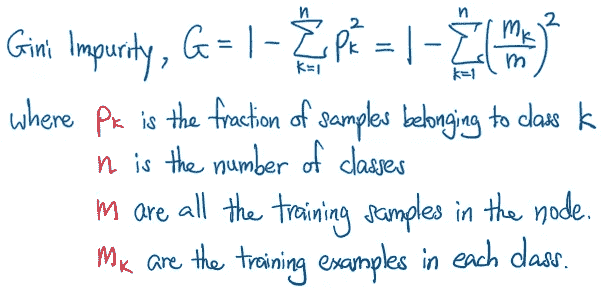 Gini Impurity, G = 1 - \sum_{k=1}^{n} p_k^2 = 1 - \sum_{k=1}^{n} \left( \frac{m_k}{m} \right)^2
where p_k is the fraction of samples belonging to class k
n is the number of classes
m are all the training samples in the node.
m_k are the training examples in each class.